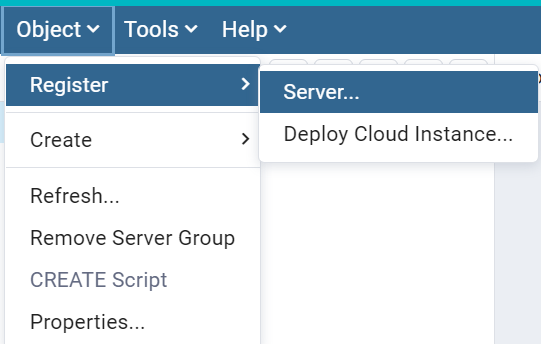 Object Tools Help
Register
Server...
Deploy Cloud Instance...
Create
Refresh...
Remove Server Group
CREATE Script
Properties...